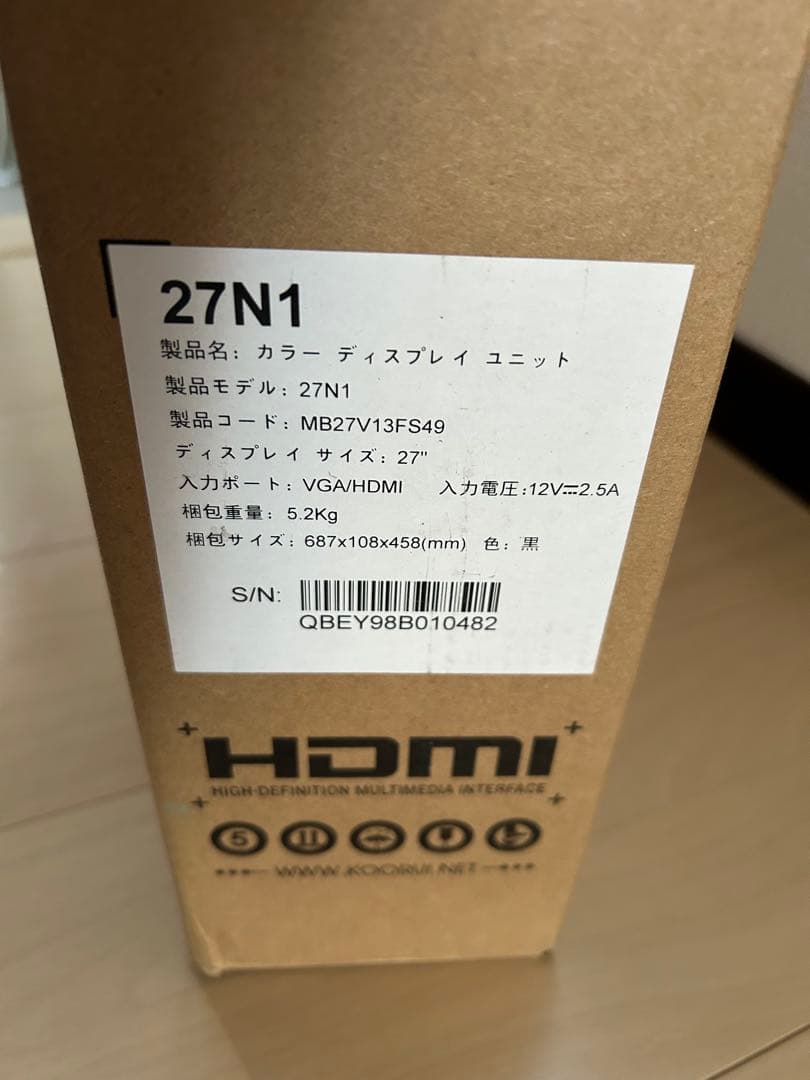 27N1
製品名: カラー ディスプレイ ユニット
製品モデル: 27N1
製品コード: MB27V13FS49
ディスプレイ サイズ: 27"
入力ポート: VGA/HDMI 入力電圧:12V⎓2.5A
梱包重量: 5.2Kg
梱包サイズ: 687x108x458(mm) 色: 黒
S/N:
QBEY98B010482
HDMI
HIGH-DEFINITION MULTIMEDIA INTERFACE
5
WWW.KOORUI.NET